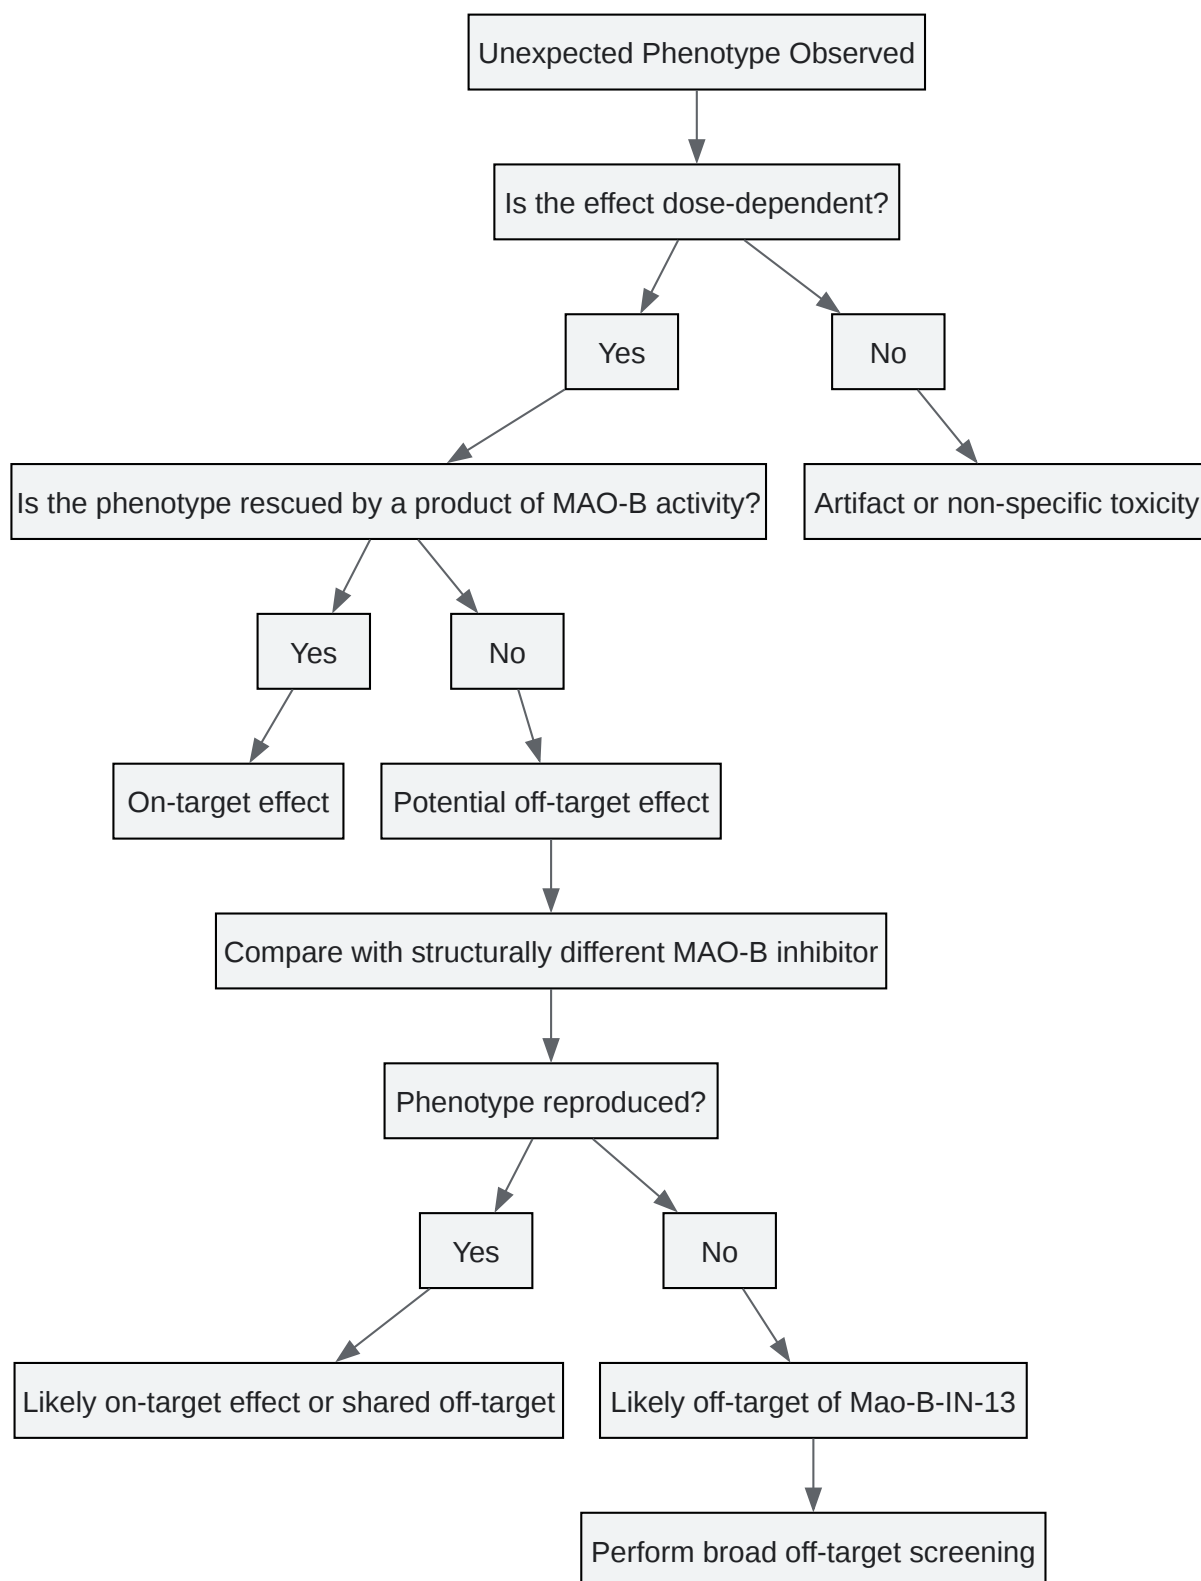 Unexpected Phenotype Observed
Is the effect dose-dependent?
Yes
No
Is the phenotype rescued by a product of MAO-B activity?
Artifact or non-specific toxicity
Yes
No
On-target effect
Potential off-target effect
Compare with structurally different MAO-B inhibitor
Phenotype reproduced?
Yes
No
Likely on-target effect or shared off-target
Likely off-target of Mao-B-IN-13
Perform broad off-target screening